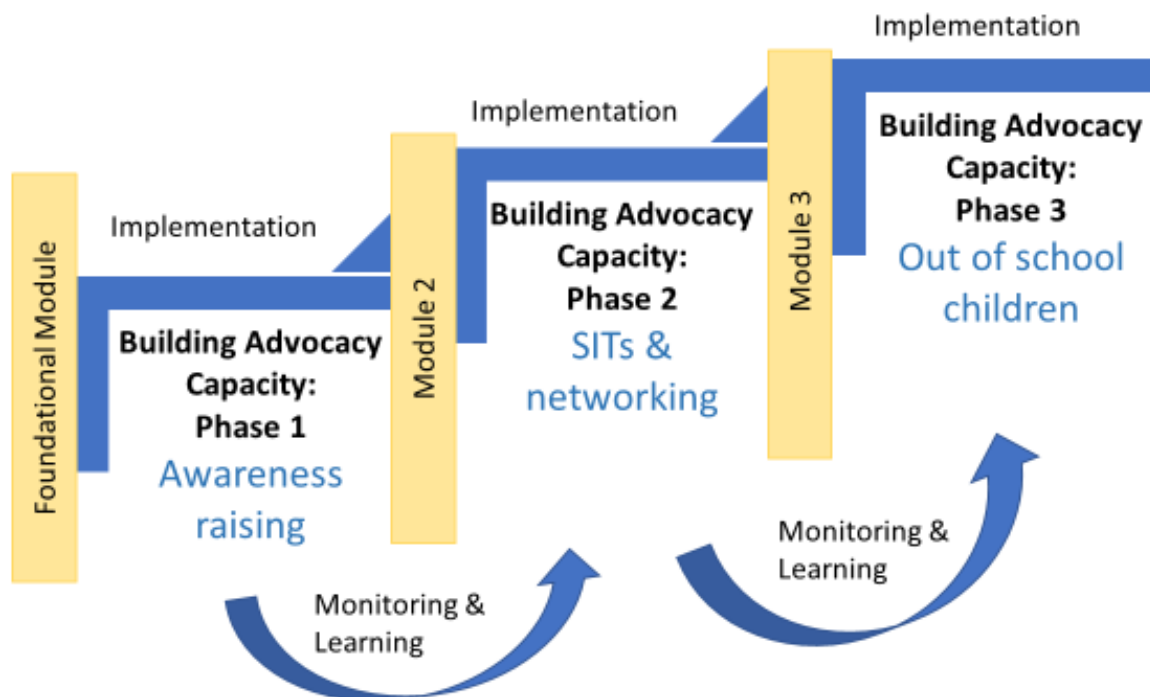 Foundational Module
Implementation
Building Advocacy
Capacity:
Phase 1
Awareness
raising
Monitoring &
Learning
Module 2
Implementation
Building Advocacy
Capacity:
Phase 2
SITs &
networking
Monitoring &
Learning
Module 3
Implementation
Building Advocacy
Capacity:
Phase 3
Out of school
children